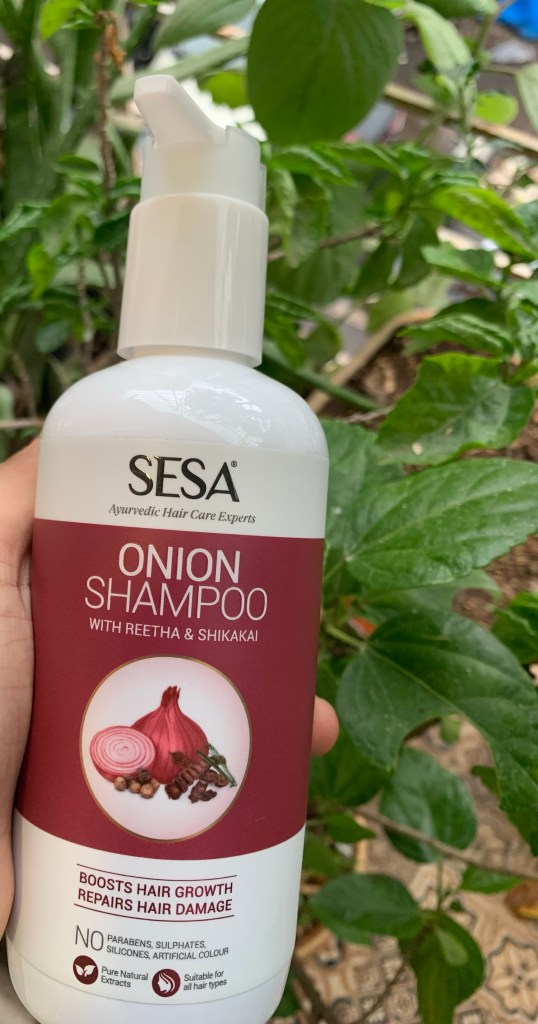 SESA®
Ayurvedic Hair Care Experts
ONION
SHAMPOO
WITH REETHA & SHIKAKAI
BOOSTS HAIR GROWTH
REPAIRS HAIR DAMAGE
NO PARABENS, SULPHATES,
SILICONES, ARTIFICIAL COLOUR
Pure Natural
Extracts
Suitable for
all hair types